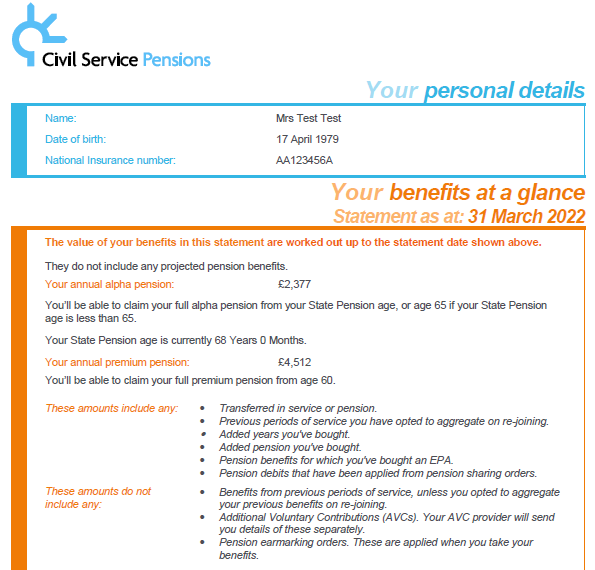 Civil Service Pensions
Your personal details
Name: Mrs Test Test
Date of birth: 17 April 1979
National Insurance number: AA123456A
Your benefits at a glance
Statement as at: 31 March 2022
The value of your benefits in this statement are worked out up to the statement date shown above.
They do not include any projected pension benefits.
Your annual alpha pension: £2,377
You'll be able to claim your full alpha pension from your State Pension age, or age 65 if your State Pension
age is less than 65.
Your State Pension age is currently 68 Years 0 Months.
Your annual premium pension: £4,512
You'll be able to claim your full premium pension from age 60.
These amounts include any: • Transferred in service or pension.
• Previous periods of service you have opted to aggregate on re-joining.
• Added years you've bought.
• Added pension you've bought.
• Pension benefits for which you've bought an EPA.
• Pension debits that have been applied from pension sharing orders.
These amounts do not • Benefits from previous periods of service, unless you opted to aggregate
include any: your previous benefits on re-joining.
• Additional Voluntary Contributions (AVCs). Your AVC provider will send
you details of these separately.
• Pension earmarking orders. These are applied when you take your
benefits.